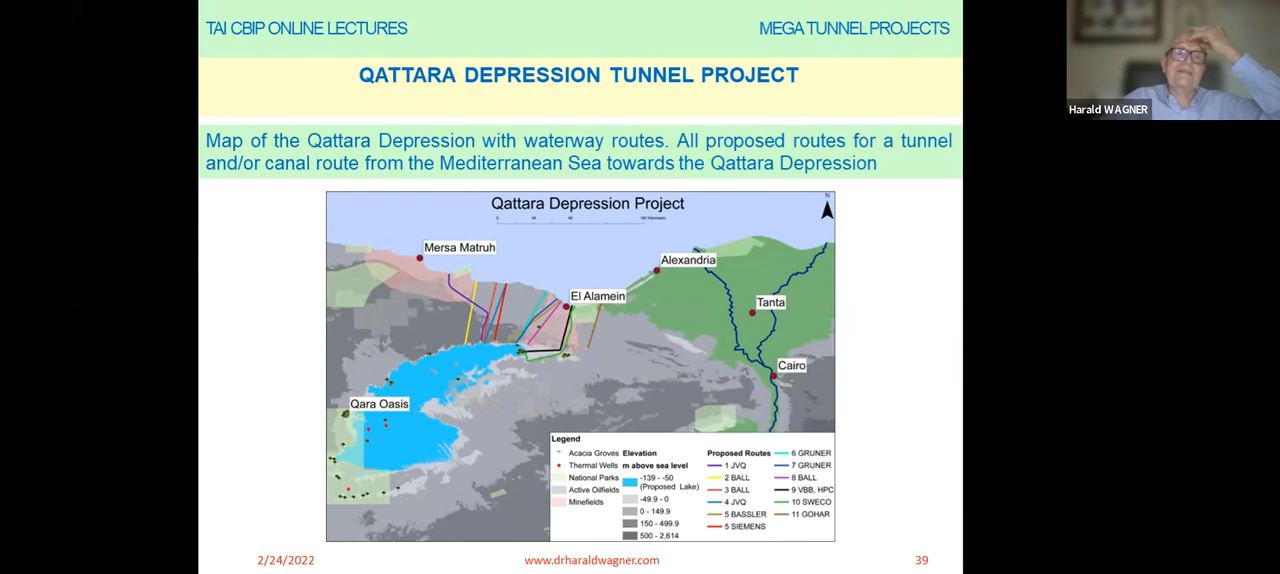 TAI CBIP ONLINE LECTURES
MEGA TUNNEL PROJECTS
QATTARA DEPRESSION TUNNEL PROJECT
Map of the Qattara Depression with waterway routes. All proposed routes for a tunnel
and/or canal route from the Mediterranean Sea towards the Qattara Depression
Qattara Depression Project
N
Mersa Matruh
Alexandria
El Alamein
Tanta
Cairo
Qara Oasis
Legend
Acacia Groves
Thermal Wells
National Parks
Active Oilfields
Minefields
Elevation
m above sea level
-139 - -50
(Proposed Lake)
-49.9 - 0
0 - 149.9
150 - 499.9
500 - 2,614
Proposed Routes
1 JVQ
2 BALL
3 BALL
4 JVQ
5 BASSLER
5 SIEMENS
6 GRUNER
7 GRUNER
8 BALL
9 VBB, HPC
10 SWECO
11 GOHAR
2/24/2022
www.drharaldwagner.com
39
Harald WAGNER